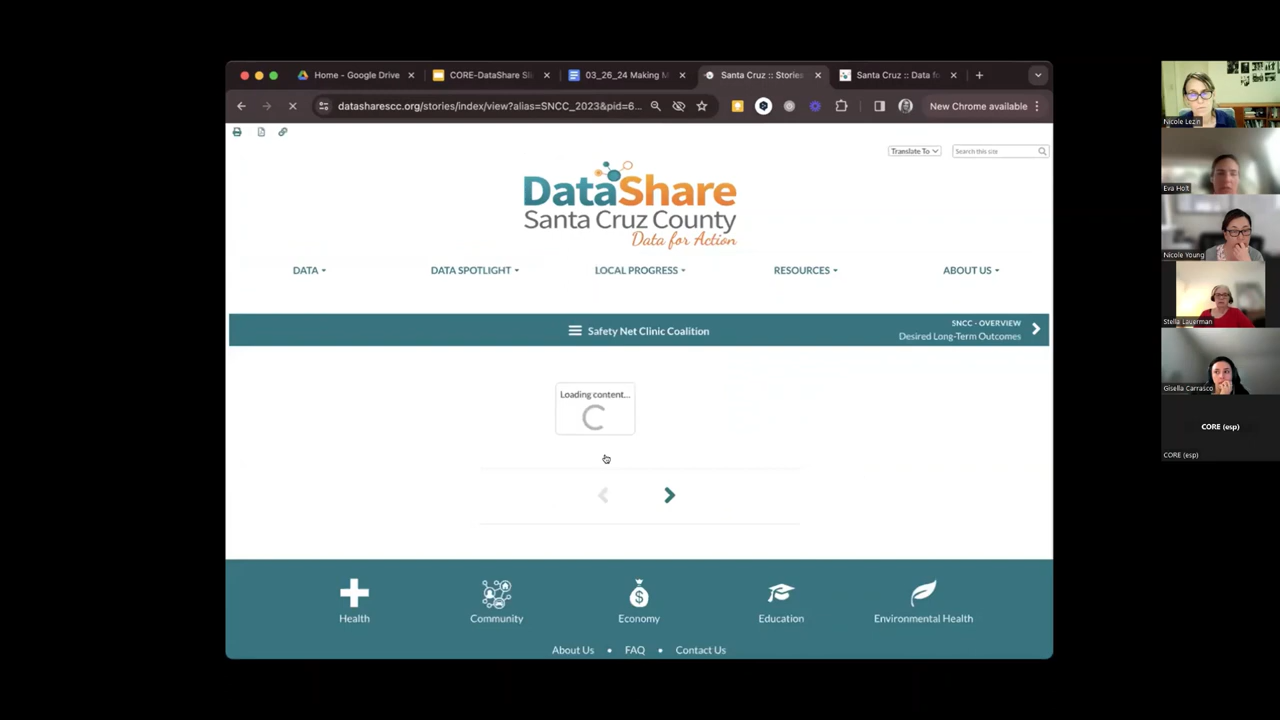 Home - Google Drive
CORE-DataShare Sli
03_26_24 Making M
Santa Cruz :: Stories
Santa Cruz :: Data fo
datasharescc.org/stories/index/view?alias=SNCC_2023&pid=6...
New Chrome available
Translate To
Search this site
DataShare
Santa Cruz County
Data for Action
DATA
DATA SPOTLIGHT
LOCAL PROGRESS
RESOURCES
ABOUT US
Safety Net Clinic Coalition
SNCC - OVERVIEW
Desired Long-Term Outcomes
Loading content...
Health
Community
Economy
Education
Environmental Health
About Us • FAQ • Contact Us
Nicole Lezin
Eva Holt
Nicole Young
Stella Lauerman
Gisella Carrasco
CORE (esp)
CORE (esp)